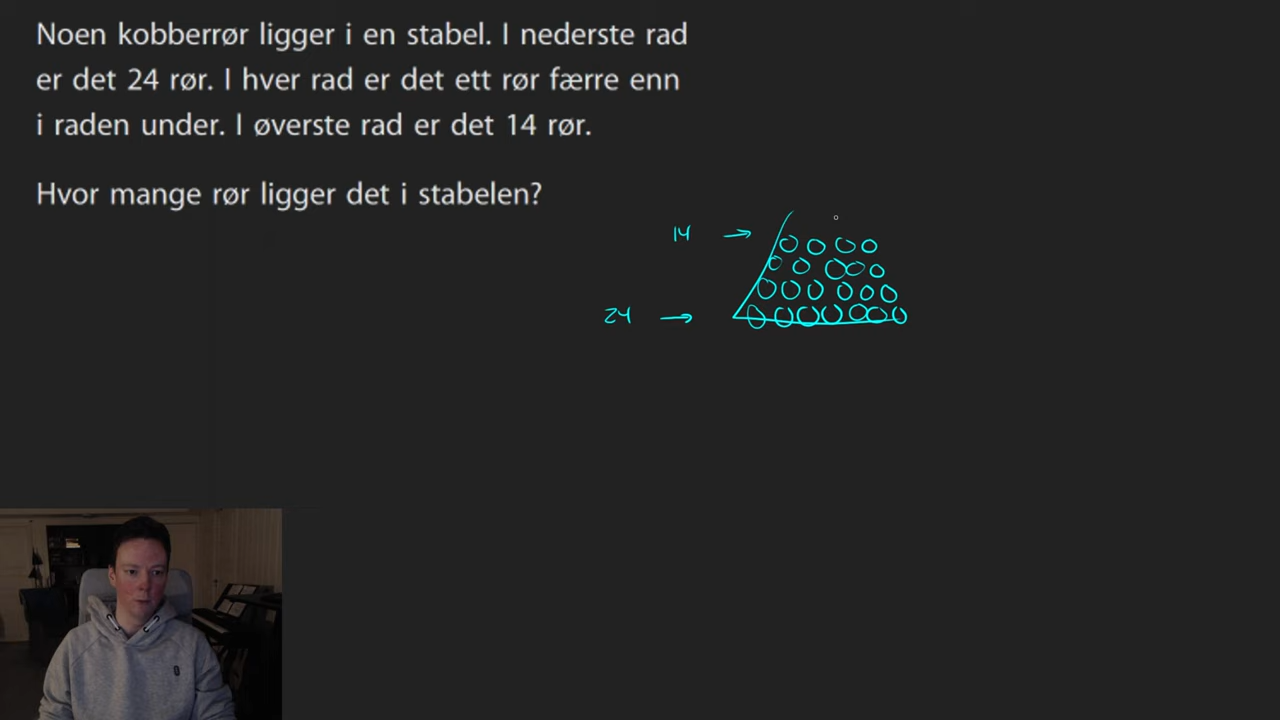 Noen kobberrør ligger i en stabel. I nederste rad
er det 24 rør. I hver rad er det ett rør færre enn
i raden under. I øverste rad er det 14 rør.
Hvor mange rør ligger det i stabelen?
14 →
24 →